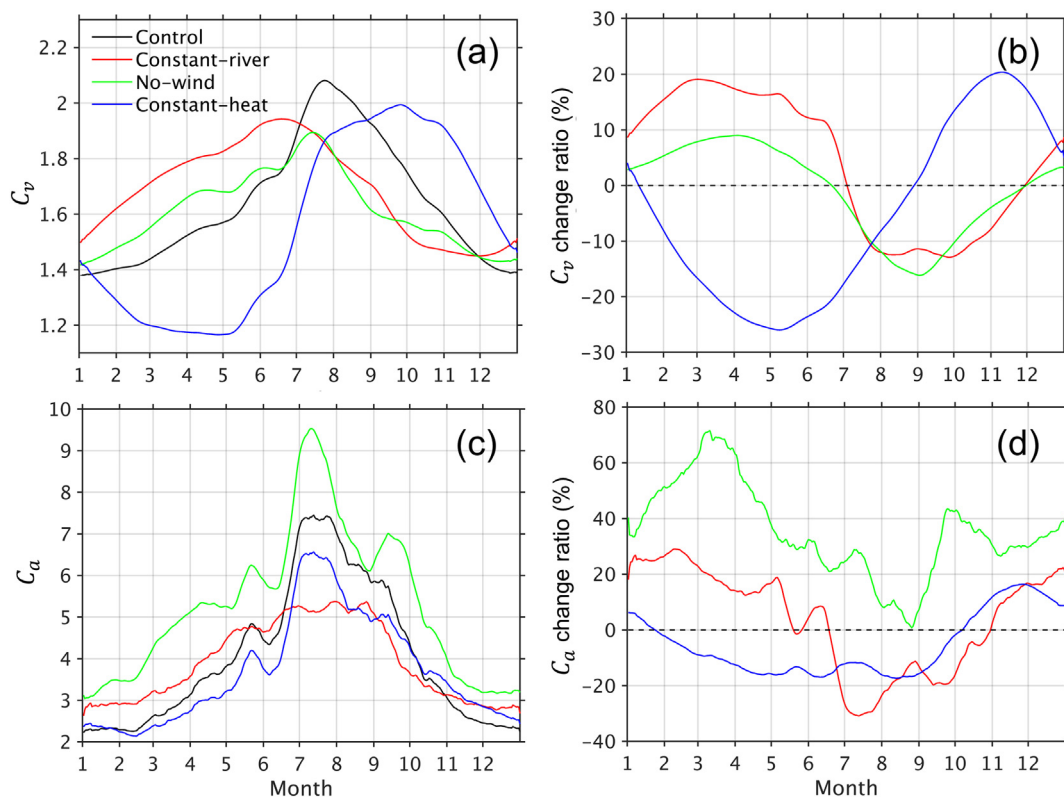 (a)
Control
Constant-river
No-wind
Constant-heat
2.2
2
1.8
1.6
1.4
1.2
C_v
1 2 3 4 5 6 7 8 9 10 11 12
(b)
30
20
10
0
-10
-20
-30
C_v change ratio (%)
1 2 3 4 5 6 7 8 9 10 11 12
(c)
10
9
8
7
6
5
4
3
2
C_a
1 2 3 4 5 6 7 8 9 10 11 12
Month
(d)
80
60
40
20
0
-20
-40
C_a change ratio (%)
1 2 3 4 5 6 7 8 9 10 11 12
Month